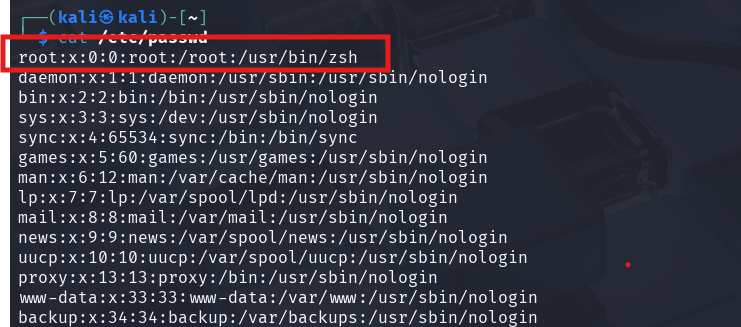 ┌──(kali㉿kali)-[~]
└─$ cat /etc/passwd
root:x:0:0:root:/root:/usr/bin/zsh
daemon:x:1:1:daemon:/usr/sbin:/usr/sbin/nologin
bin:x:2:2:bin:/bin:/usr/sbin/nologin
sys:x:3:3:sys:/dev:/usr/sbin/nologin
sync:x:4:65534:sync:/bin:/bin/sync
games:x:5:60:games:/usr/games:/usr/sbin/nologin
man:x:6:12:man:/var/cache/man:/usr/sbin/nologin
lp:x:7:7:lp:/var/spool/lpd:/usr/sbin/nologin
mail:x:8:8:mail:/var/mail:/usr/sbin/nologin
news:x:9:9:news:/var/spool/news:/usr/sbin/nologin
uucp:x:10:10:uucp:/var/spool/uucp:/usr/sbin/nologin
proxy:x:13:13:proxy:/bin:/usr/sbin/nologin
www-data:x:33:33:www-data:/var/www:/usr/sbin/nologin
backup:x:34:34:backup:/var/backups:/usr/sbin/nologin